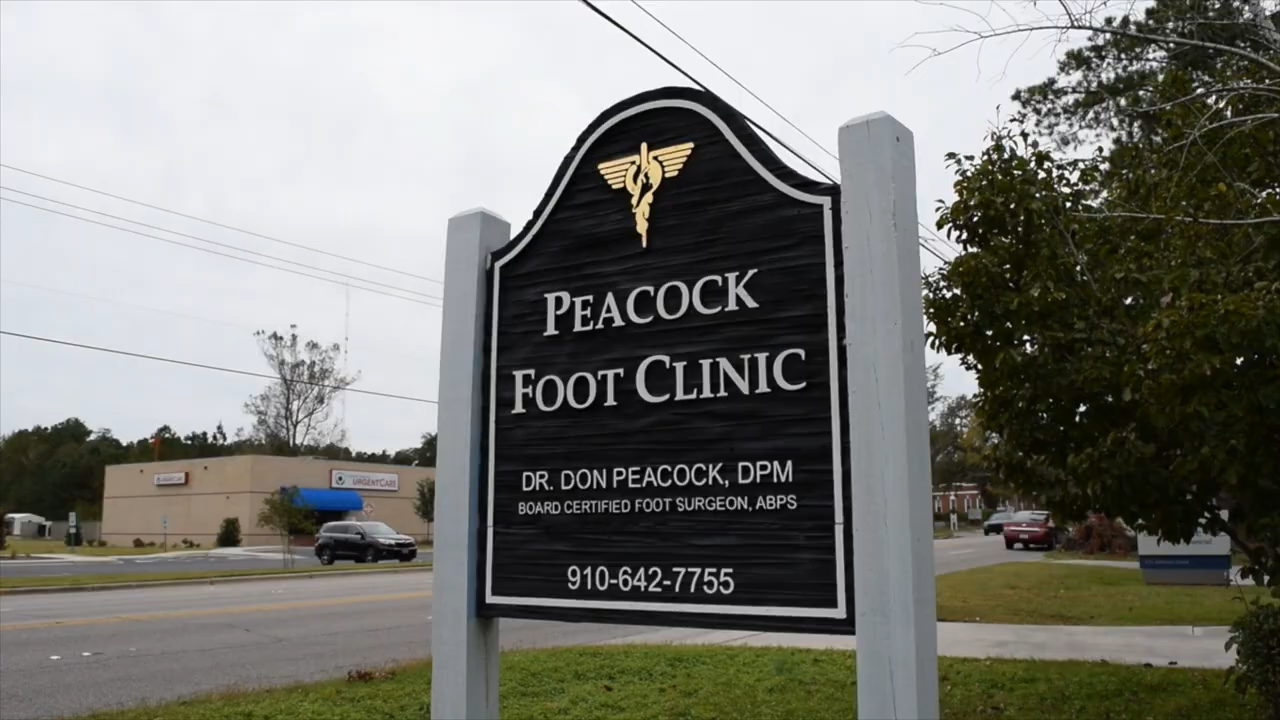 PEACOCK
FOOT CLINIC
DR. DON PEACOCK, DPM
BOARD CERTIFIED FOOT SURGEON, ABPS
910-642-7755
URGENTCARE